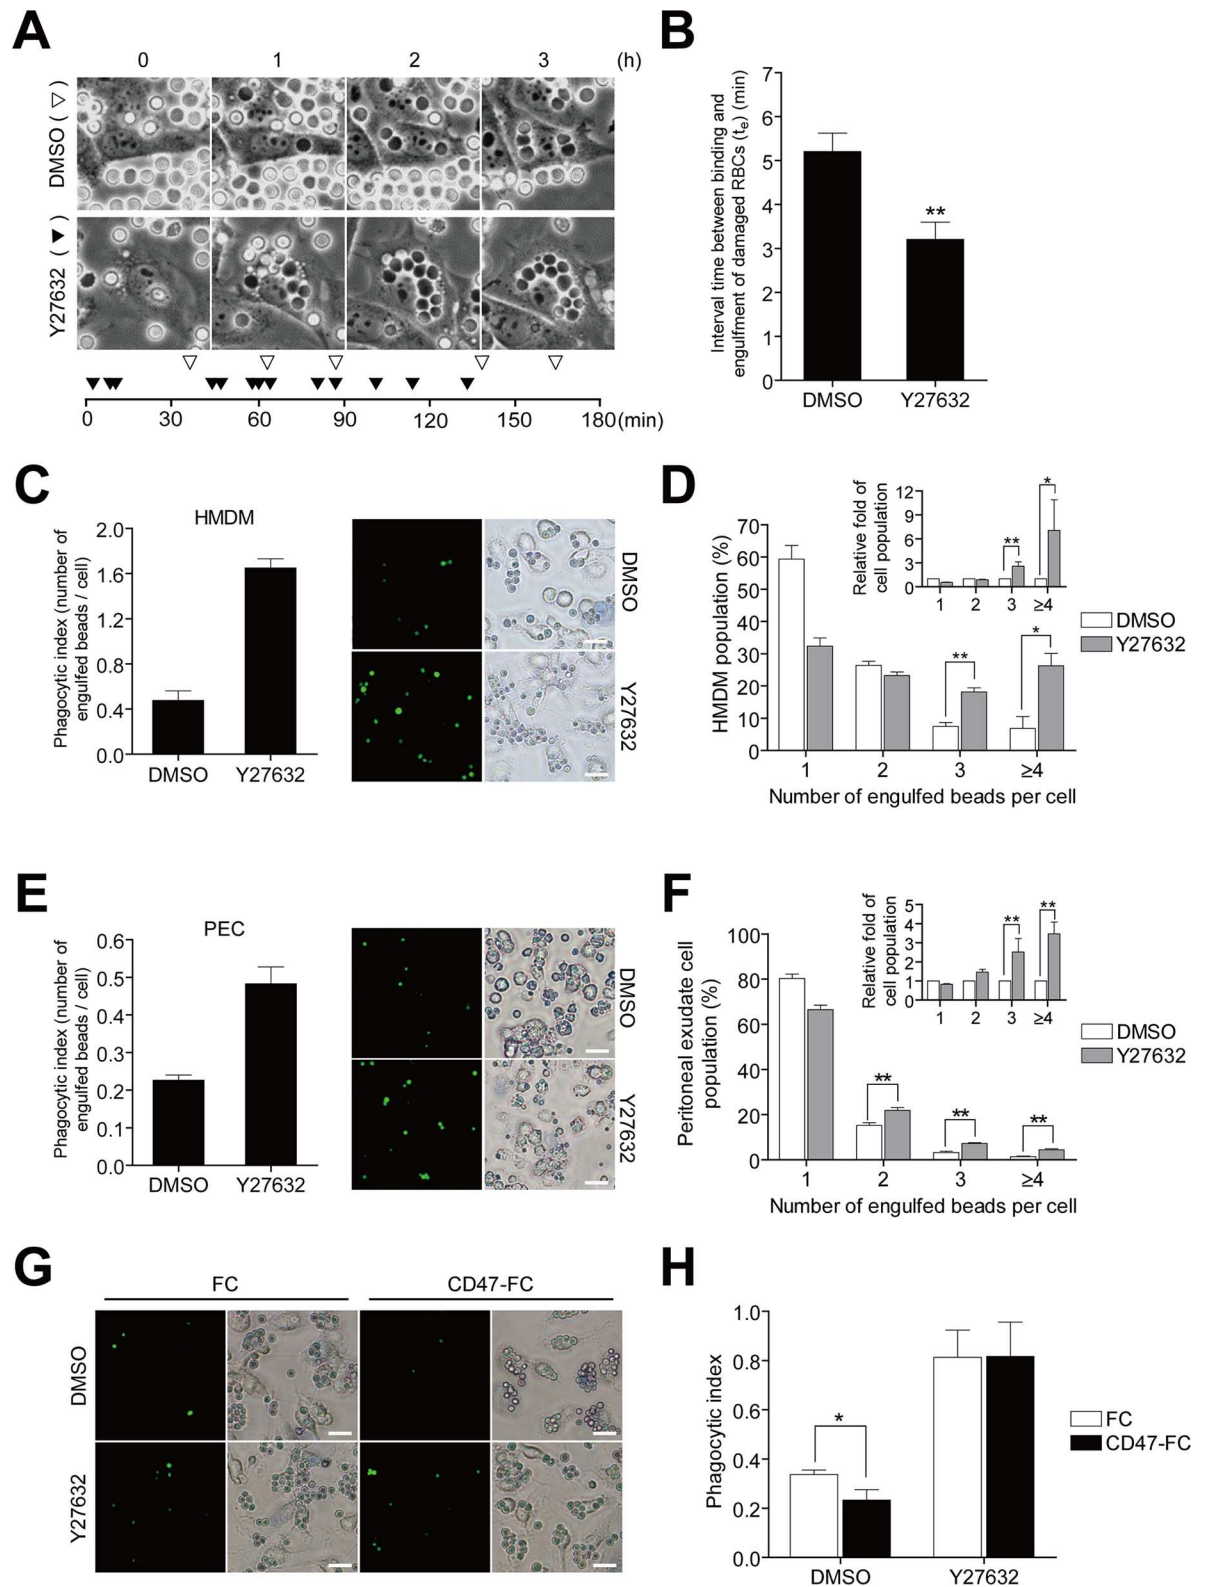 A
0 1 2 3 (h)
DMSO (▽)
Y27632 (▼)
0 30 60 90 120 150 180 (min)
B
Interval time between binding and
engulfment of damaged RBCs (te) (min)
7
6
5
4
3
2
1
0
**
DMSO Y27632
C
HMDM
Phagocytic index (number of
engulfed beads / cell)
2.0
1.6
1.2
0.8
0.4
0.0
DMSO Y27632
DMSO
Y27632
D
Relative fold of
cell population
12
9
6
3
0
** *
1 2 3 ≥4
HMDM population (%)
70
60
50
40
30
20
10
0
** *
1 2 3 ≥4
Number of engulfed beads per cell
DMSO
Y27632
E
PEC
Phagocytic index (number of
engulfed beads / cell)
0.6
0.5
0.4
0.3
0.2
0.1
0.0
DMSO Y27632
DMSO
Y27632
F
Relative fold of
cell population
5
4
3
2
1
0
** **
1 2 3 ≥4
Peritoneal exudate cell
population (%)
100
80
60
40
20
0
** ** **
1 2 3 ≥4
Number of engulfed beads per cell
DMSO
Y27632
G
FC CD47-FC
DMSO
Y27632
H
Phagocytic index
1.0
0.8
0.6
0.4
0.2
0.0
*
DMSO Y27632
FC
CD47-FC